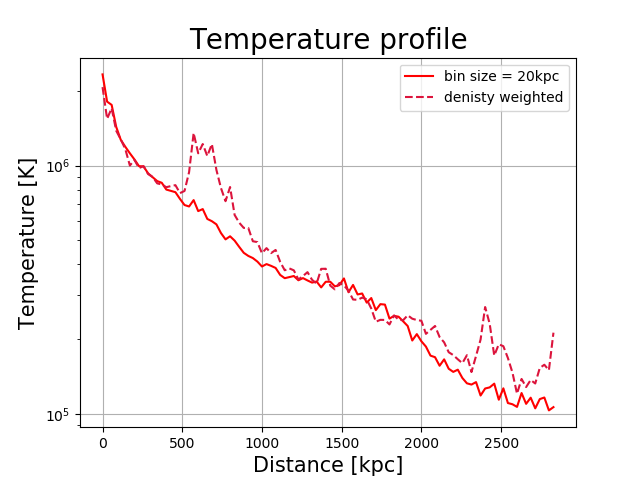 Temperature profile
bin size = 20kpc
denisty weighted
Temperature [K]
10^6
10^5
0 500 1000 1500 2000 2500
Distance [kpc]